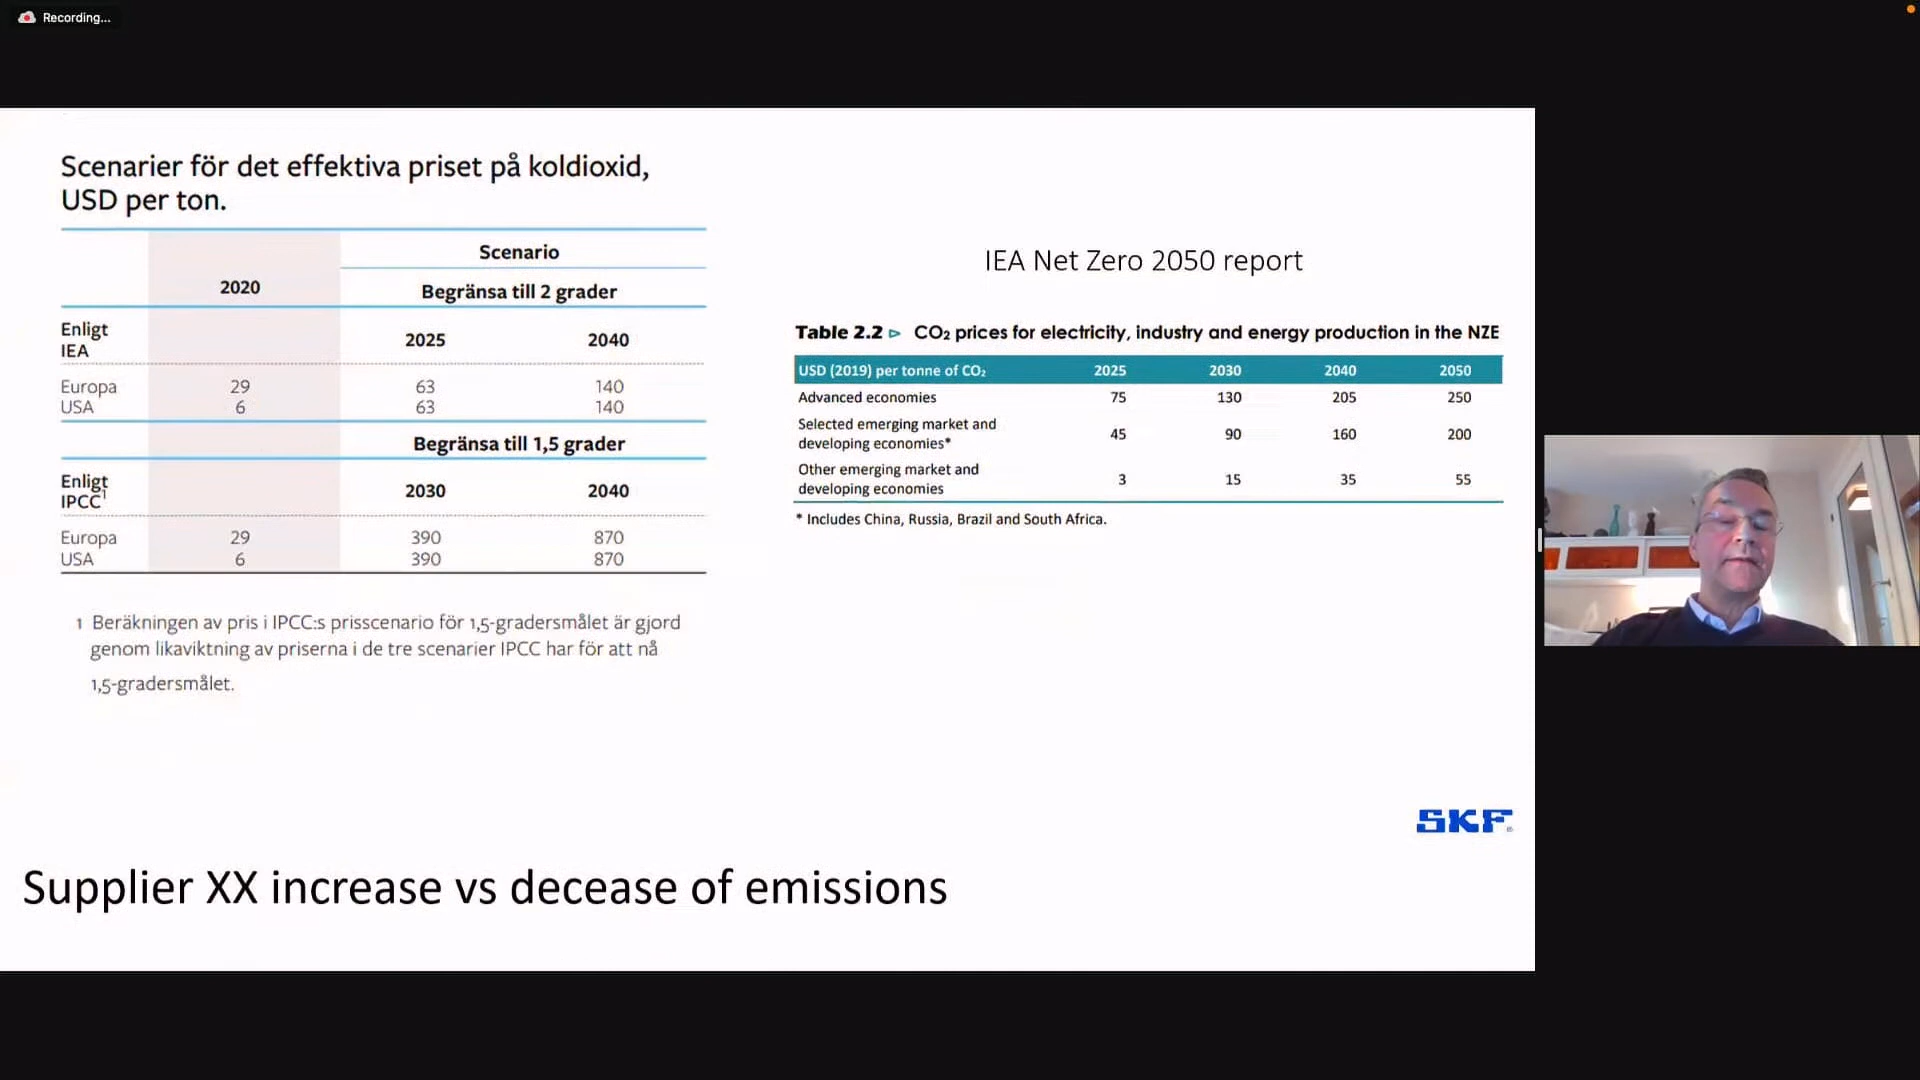 Recording...
Scenarier för det effektiva priset på koldioxid,
USD per ton.
Scenario
2020
Begränsa till 2 grader
Enligt
IEA
2025 2040
Europa 29 63 140
USA 6 63 140
Begränsa till 1,5 grader
Enligt
IPCC1
2030 2040
Europa 29 390 870
USA 6 390 870
1 Beräkningen av pris i IPCC:s prisscenario för 1,5-gradersmålet är gjord
genom likaviktning av priserna i de tre scenarier IPCC har för att nå
1,5-gradersmålet.
IEA Net Zero 2050 report
Table 2.2 ▷ CO₂ prices for electricity, industry and energy production in the NZE
USD (2019) per tonne of CO₂ 2025 2030 2040 2050
Advanced economies 75 130 205 250
Selected emerging market and
developing economies* 45 90 160 200
Other emerging market and
developing economies 3 15 35 55
* Includes China, Russia, Brazil and South Africa.
SKF®
Supplier XX increase vs decease of emissions